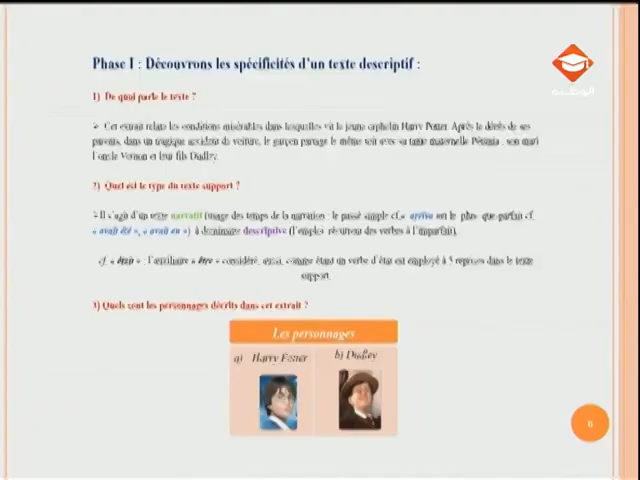 Phase I : Découvrons les spécificités d'un texte descriptif :
1) De quoi parle le texte ?
➢ Cet extrait relate les conditions misérables dans lesquelles vit le jeune orphelin Harry Potter. Après le décès de ses
parents, dans un tragique accident de voiture, le garçon partage le même toit avec sa tante maternelle Pétunia , son mari
l'oncle Vernon et leur fils Dudley.
2) Quel est le type du texte support ?
➢ Il s'agit d'un texte narratif (usage des temps de la narration : le passé simple cf.« arriva » et le plus-que-parfait cf.
« avait été », « avait eu ») à dominante descriptive (l'emploi récurrent des verbes à l'imparfait).
cf. « était » : l'auxiliaire « être » considéré, aussi, comme étant un verbe d'état est employé à 5 reprises dans le texte
support.
3) Quels sont les personnages décrits dans cet extrait ?
Les personnages
a) Harry Potter
b) Dudley
6